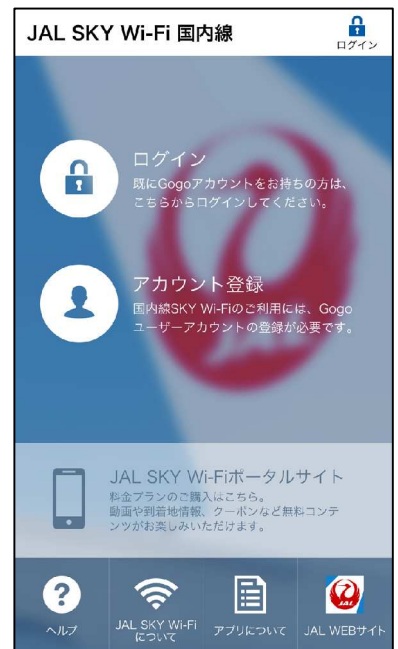 JAL SKY Wi-Fi 国内線
ログイン
ログイン
既にGogoアカウントをお持ちの方は、
こちらからログインしてください。
アカウント登録
国内線SKY Wi-Fiのご利用には、Gogo
ユーザーアカウントの登録が必要です。
JAL SKY Wi-Fiポータルサイト
料金プランのご購入はこちら。
動画や到着地情報、クーポンなど無料コンテ
ンツがお楽しみいただけます。
?
ヘルプ
JAL SKY Wi-Fi
について
アプリについて
JAL
JAL WEBサイト
JAL